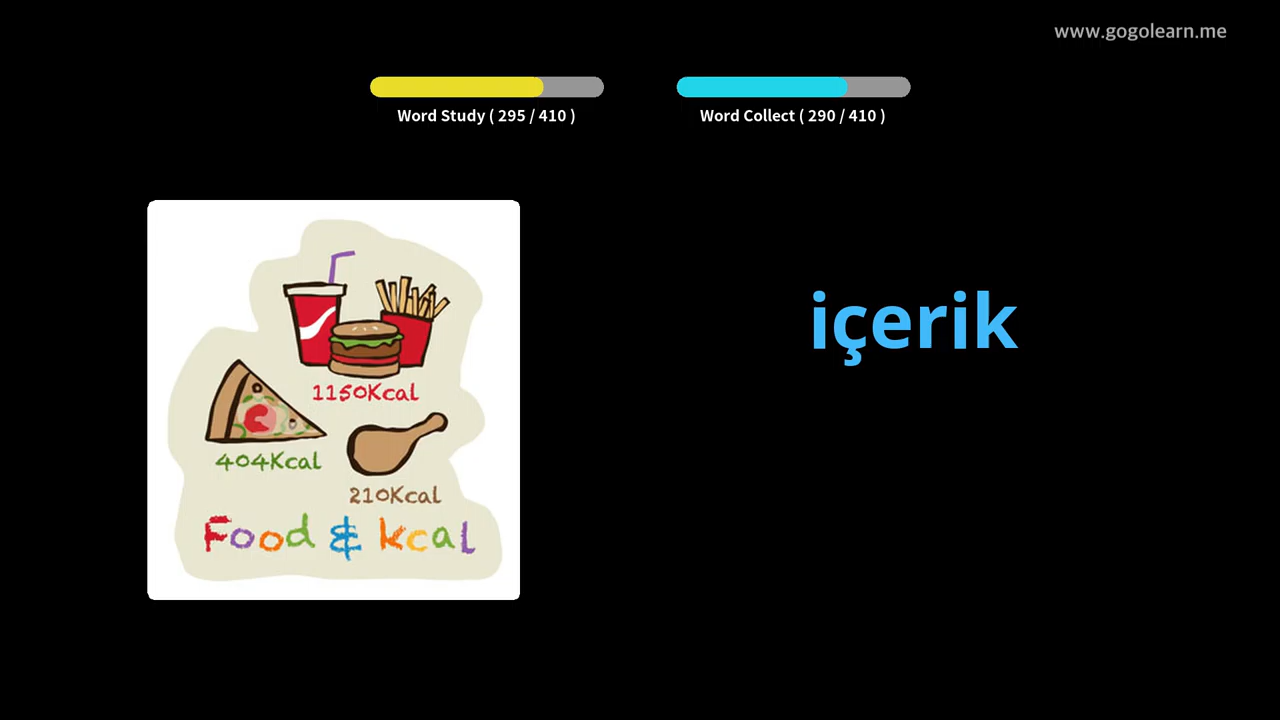 www.gogolearn.me
Word Study ( 295 / 410 )
Word Collect ( 290 / 410 )
içerik
1150Kcal
404Kcal
210Kcal
Food & kcal